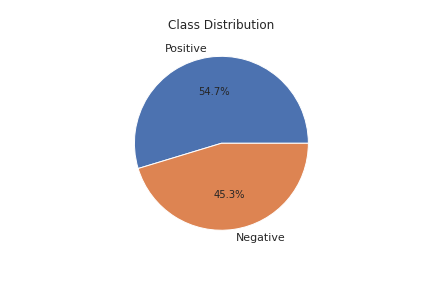 Class Distribution
Positive
54.7%
45.3%
Negative